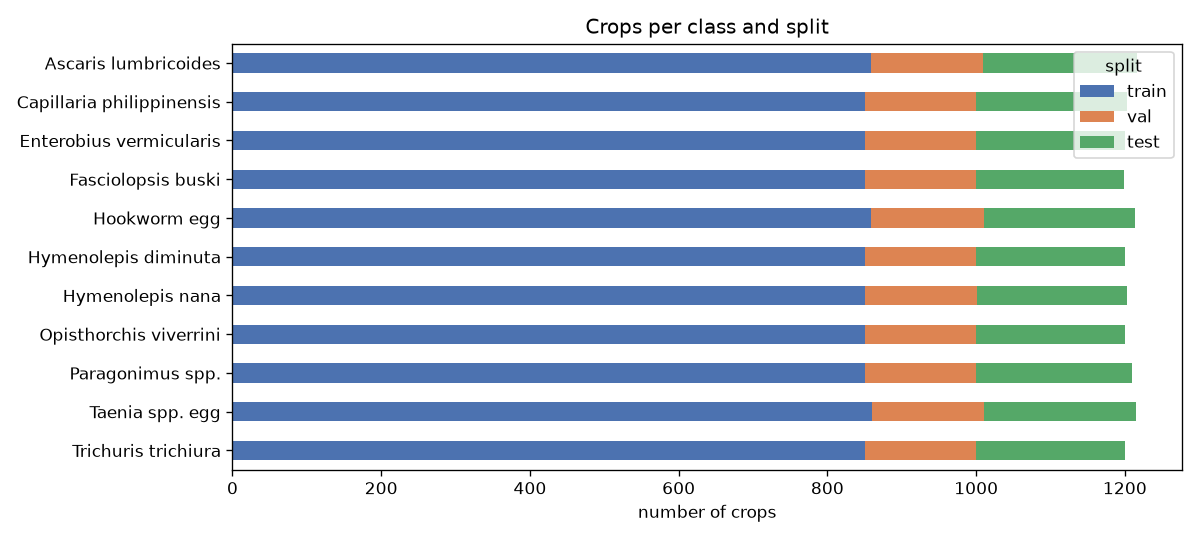 Crops per class and split
Ascaris lumbricoides
Capillaria philippinensis
Enterobius vermicularis
Fasciolopsis buski
Hookworm egg
Hymenolepis diminuta
Hymenolepis nana
Opisthorchis viverrini
Paragonimus spp.
Taenia spp. egg
Trichuris trichiura
split
train
val
test
0 200 400 600 800 1000 1200
number of crops